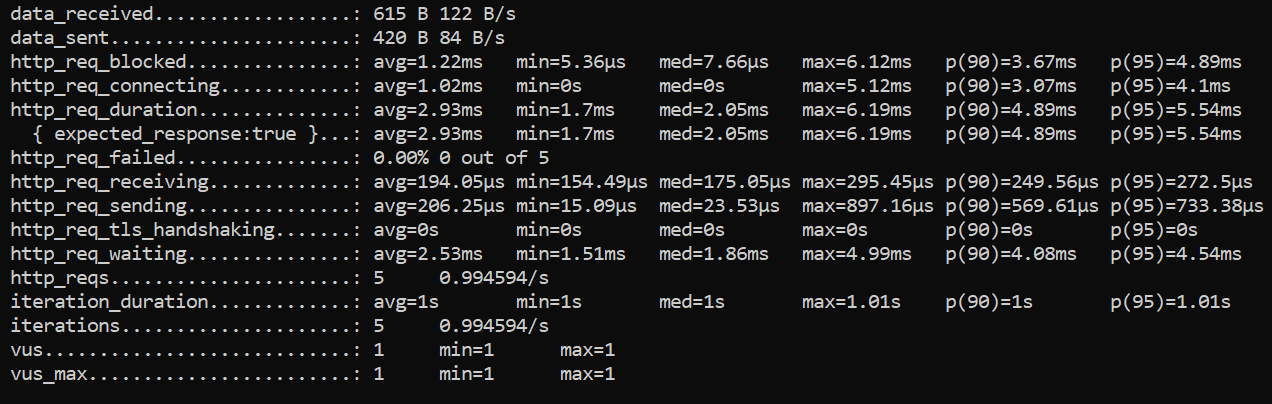 data_received..................: 615 B 122 B/s
data_sent......................: 420 B 84 B/s
http_req_blocked...............: avg=1.22ms   min=5.36µs   med=7.66µs   max=6.12ms   p(90)=3.67ms   p(95)=4.89ms
http_req_connecting............: avg=1.02ms   min=0s       med=0s       max=5.12ms   p(90)=3.07ms   p(95)=4.1ms
http_req_duration..............: avg=2.93ms   min=1.7ms    med=2.05ms   max=6.19ms   p(90)=4.89ms   p(95)=5.54ms
  { expected_response:true }...: avg=2.93ms   min=1.7ms    med=2.05ms   max=6.19ms   p(90)=4.89ms   p(95)=5.54ms
http_req_failed................: 0.00% 0 out of 5
http_req_receiving.............: avg=194.05µs min=154.49µs med=175.05µs max=295.45µs p(90)=249.56µs p(95)=272.5µs
http_req_sending...............: avg=206.25µs min=15.09µs  med=23.53µs  max=897.16µs p(90)=569.61µs p(95)=733.38µs
http_req_tls_handshaking.......: avg=0s       min=0s       med=0s       max=0s       p(90)=0s       p(95)=0s
http_req_waiting...............: avg=2.53ms   min=1.51ms   med=1.86ms   max=4.99ms   p(90)=4.08ms   p(95)=4.54ms
http_reqs......................: 5     0.994594/s
iteration_duration.............: avg=1s       min=1s       med=1s       max=1.01s    p(90)=1s       p(95)=1.01s
iterations.....................: 5     0.994594/s
vus............................: 1     min=1      max=1
vus_max........................: 1     min=1      max=1